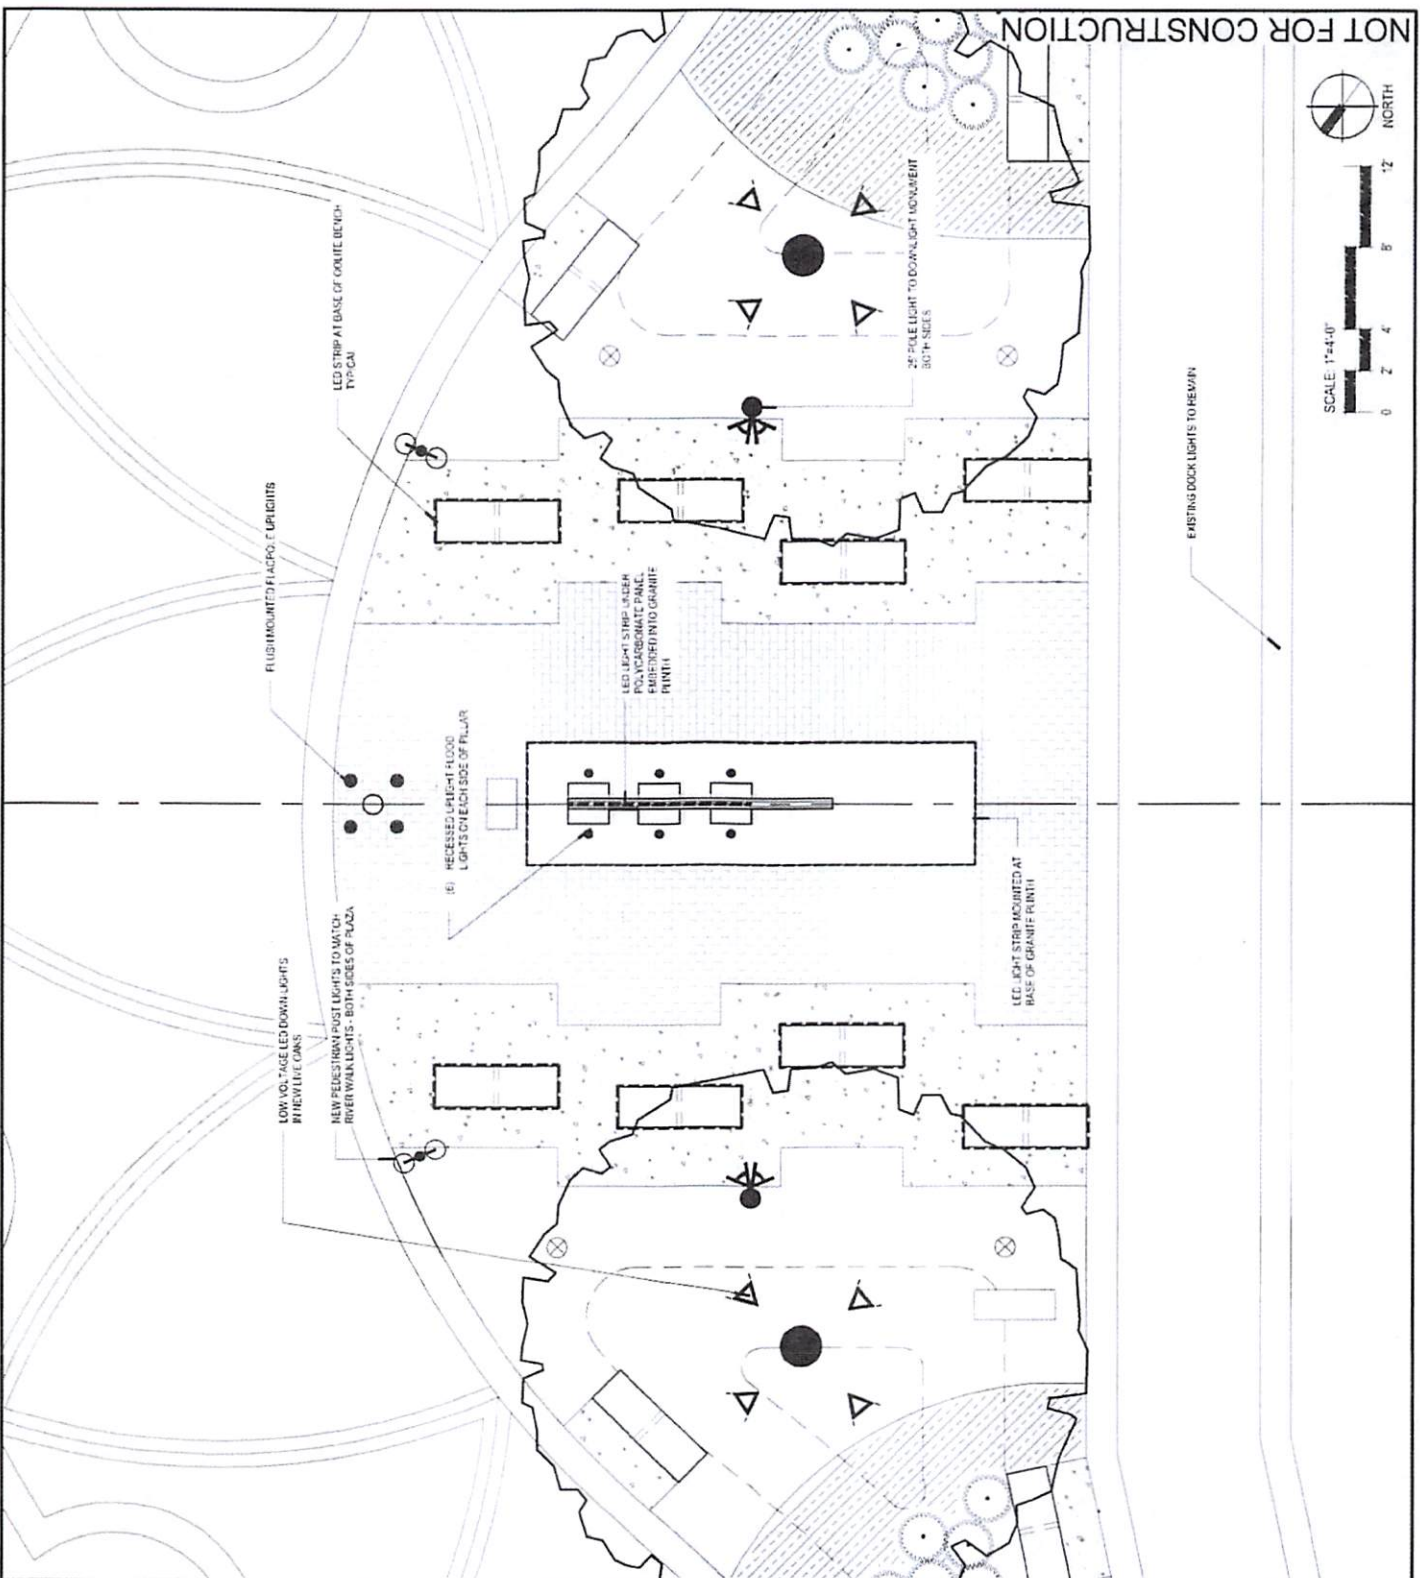 NOT FOR CONSTRUCTION
NORTH
SCALE: 1"=4'-0"
0 2' 4' 8' 12'
LED STRIP AT BASE OF OOLITE BENCH
TYPICAL
25' POLE LIGHT TO DOWNLIGHT MONUMENT
BOTH SIDES
EXISTING DOCK LIGHTS TO REMAIN
FLUSH MOUNTED FLAGPOLE UPLIGHTS
LED LIGHT STRIP UNDER
POLYCARBONATE PANEL
EMBEDDED INTO GRANITE
PLINTH
(6) RECESSED UPLIGHT FLOOD
LIGHTS ON EACH SIDE OF PILLAR
LED LIGHT STRIP MOUNTED AT
BASE OF GRANITE PLINTH
NEW PEDESTRIAN POST LIGHTS TO MATCH
RIVER WALK LIGHTS - BOTH SIDES OF PLAZA
LOW VOLTAGE LED DOWN LIGHTS
IN NEW LIVE OAKS